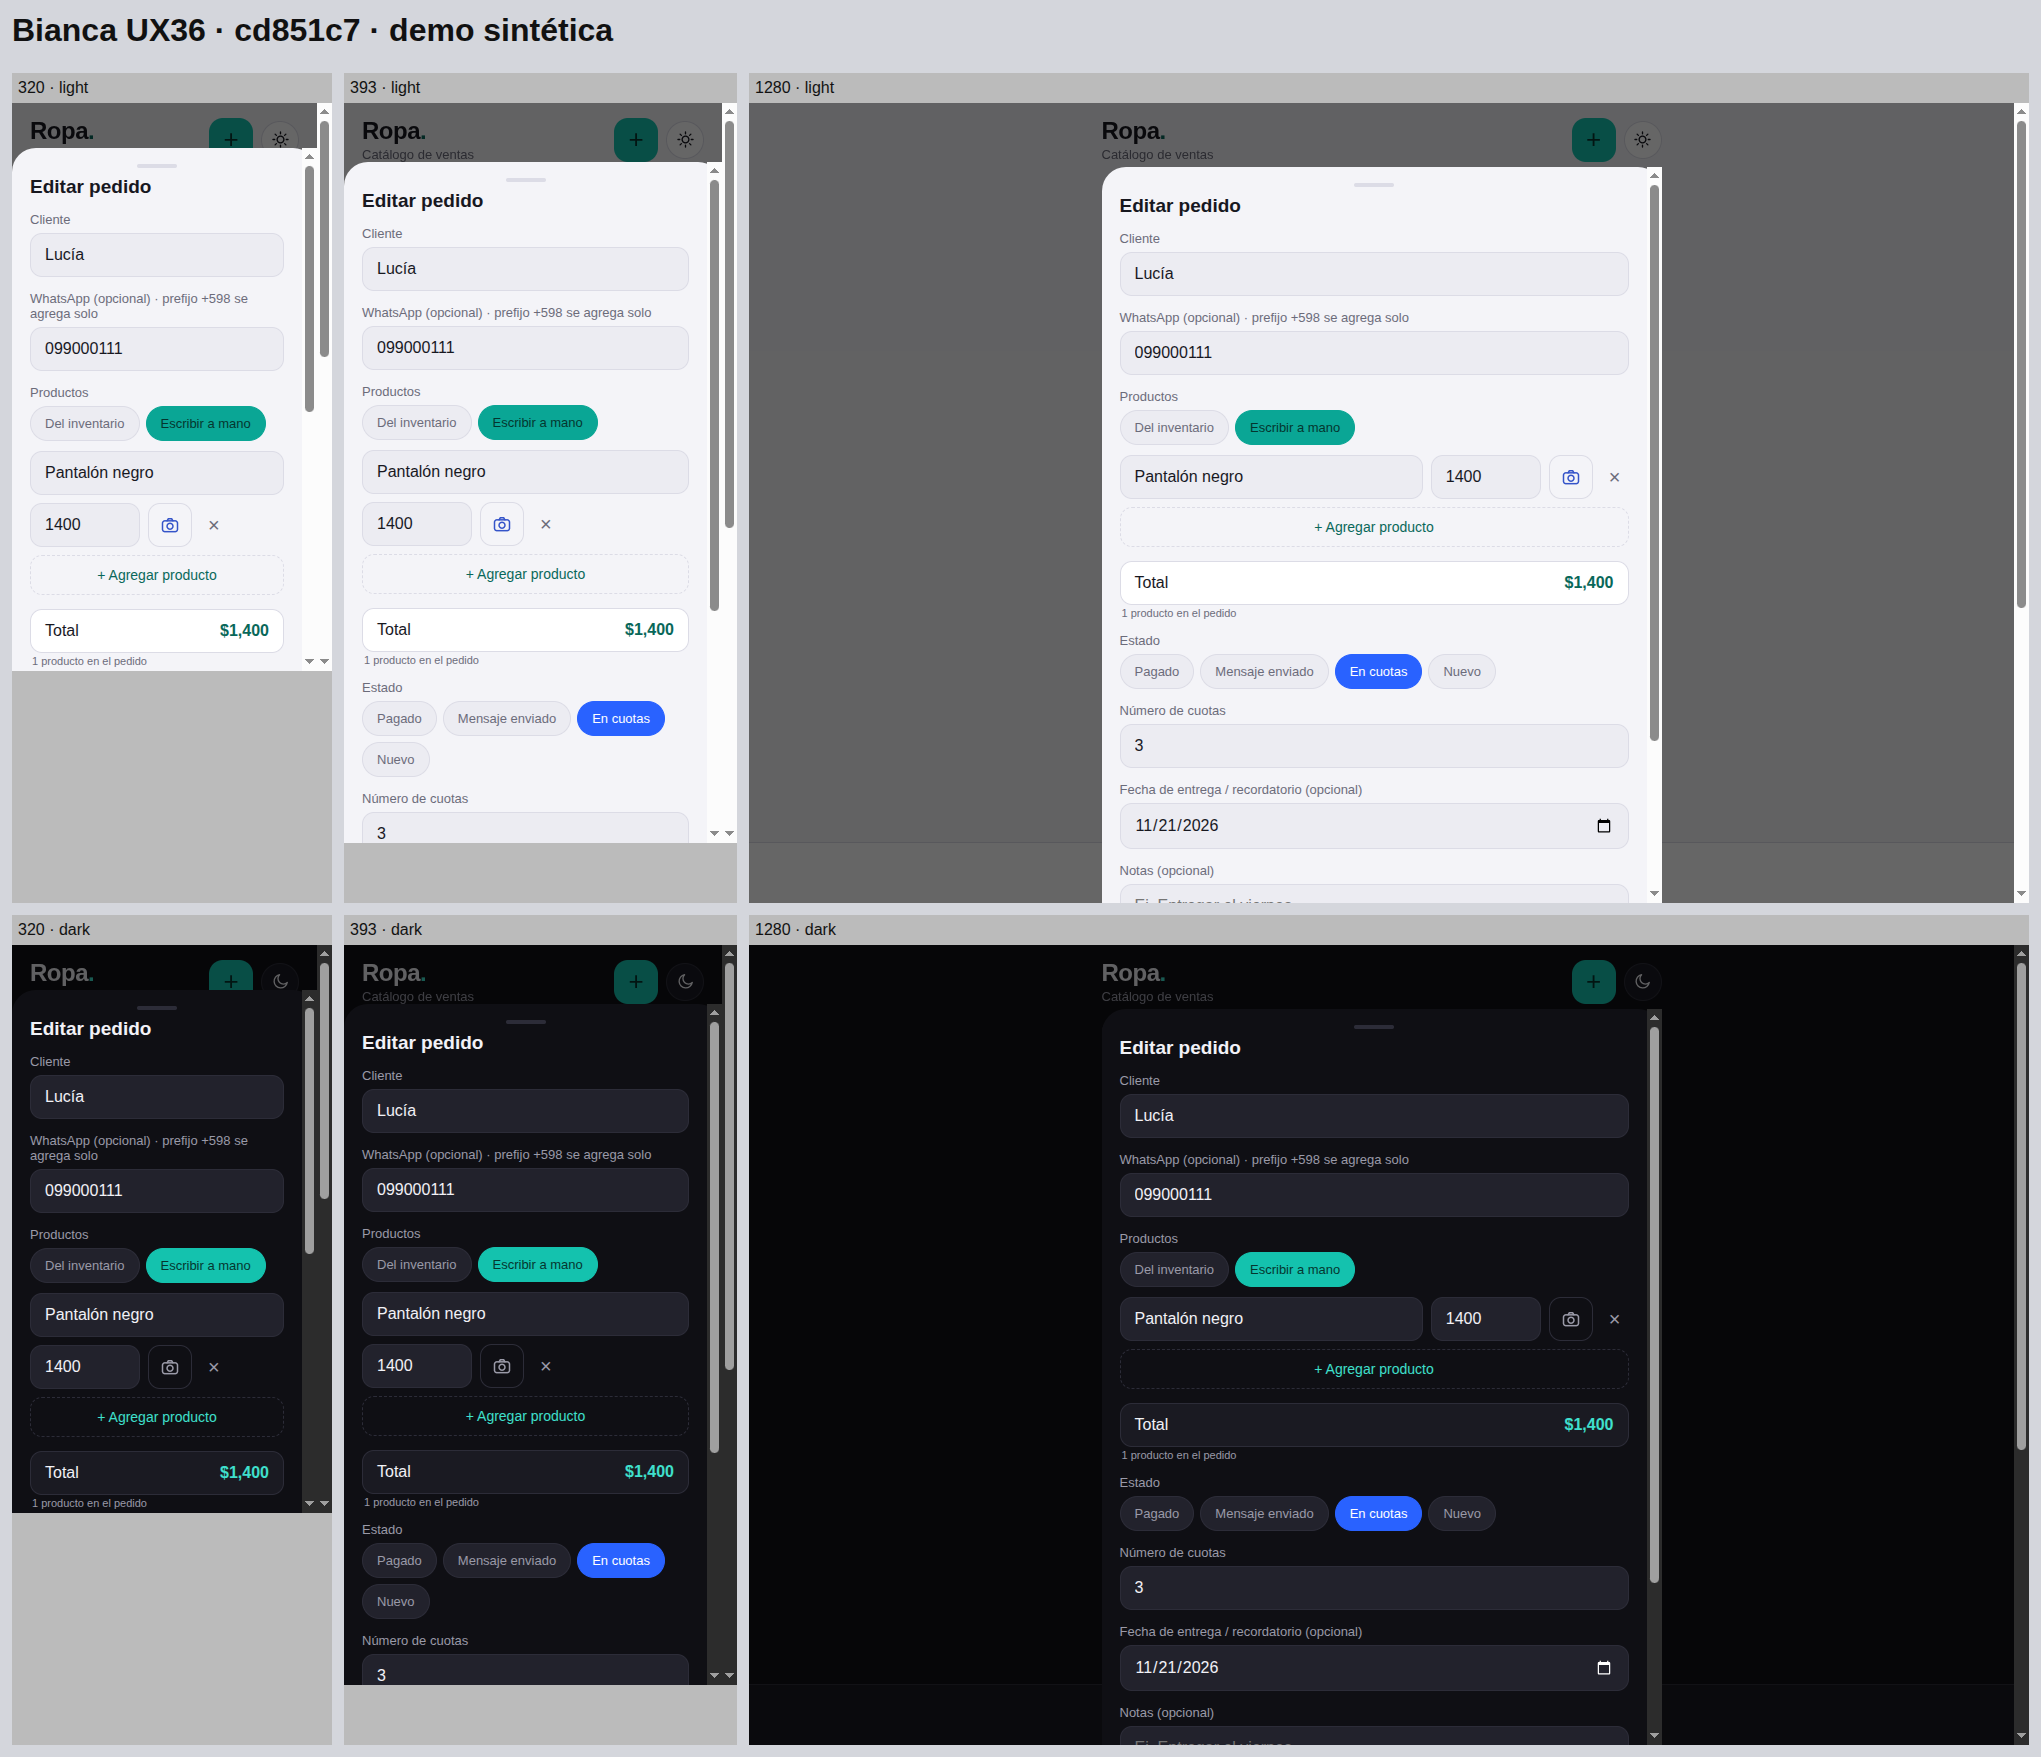 Bianca UX36 · cd851c7 · demo sintética
320 · light
Ropa.
Editar pedido
Cliente
Lucía
WhatsApp (opcional) · prefijo +598 se
agrega solo
099000111
Productos
Del inventario
Escribir a mano
Pantalón negro
1400
×
+ Agregar producto
Total
$1,400
1 producto en el pedido
393 · light
Ropa.
Catálogo de ventas
Editar pedido
Cliente
Lucía
WhatsApp (opcional) · prefijo +598 se agrega solo
099000111
Productos
Del inventario
Escribir a mano
Pantalón negro
1400
×
+ Agregar producto
Total
$1,400
1 producto en el pedido
Estado
Pagado
Mensaje enviado
En cuotas
Nuevo
Número de cuotas
3
1280 · light
Ropa.
Catálogo de ventas
Editar pedido
Cliente
Lucía
WhatsApp (opcional) · prefijo +598 se agrega solo
099000111
Productos
Del inventario
Escribir a mano
Pantalón negro
1400
×
+ Agregar producto
Total
$1,400
1 producto en el pedido
Estado
Pagado
Mensaje enviado
En cuotas
Nuevo
Número de cuotas
3
Fecha de entrega / recordatorio (opcional)
11/21/2026
Notas (opcional)
320 · dark
Ropa.
Editar pedido
Cliente
Lucía
WhatsApp (opcional) · prefijo +598 se
agrega solo
099000111
Productos
Del inventario
Escribir a mano
Pantalón negro
1400
×
+ Agregar producto
Total
$1,400
1 producto en el pedido
393 · dark
Ropa.
Catálogo de ventas
Editar pedido
Cliente
Lucía
WhatsApp (opcional) · prefijo +598 se agrega solo
099000111
Productos
Del inventario
Escribir a mano
Pantalón negro
1400
×
+ Agregar producto
Total
$1,400
1 producto en el pedido
Estado
Pagado
Mensaje enviado
En cuotas
Nuevo
Número de cuotas
3
1280 · dark
Ropa.
Catálogo de ventas
Editar pedido
Cliente
Lucía
WhatsApp (opcional) · prefijo +598 se agrega solo
099000111
Productos
Del inventario
Escribir a mano
Pantalón negro
1400
×
+ Agregar producto
Total
$1,400
1 producto en el pedido
Estado
Pagado
Mensaje enviado
En cuotas
Nuevo
Número de cuotas
3
Fecha de entrega / recordatorio (opcional)
11/21/2026
Notas (opcional)